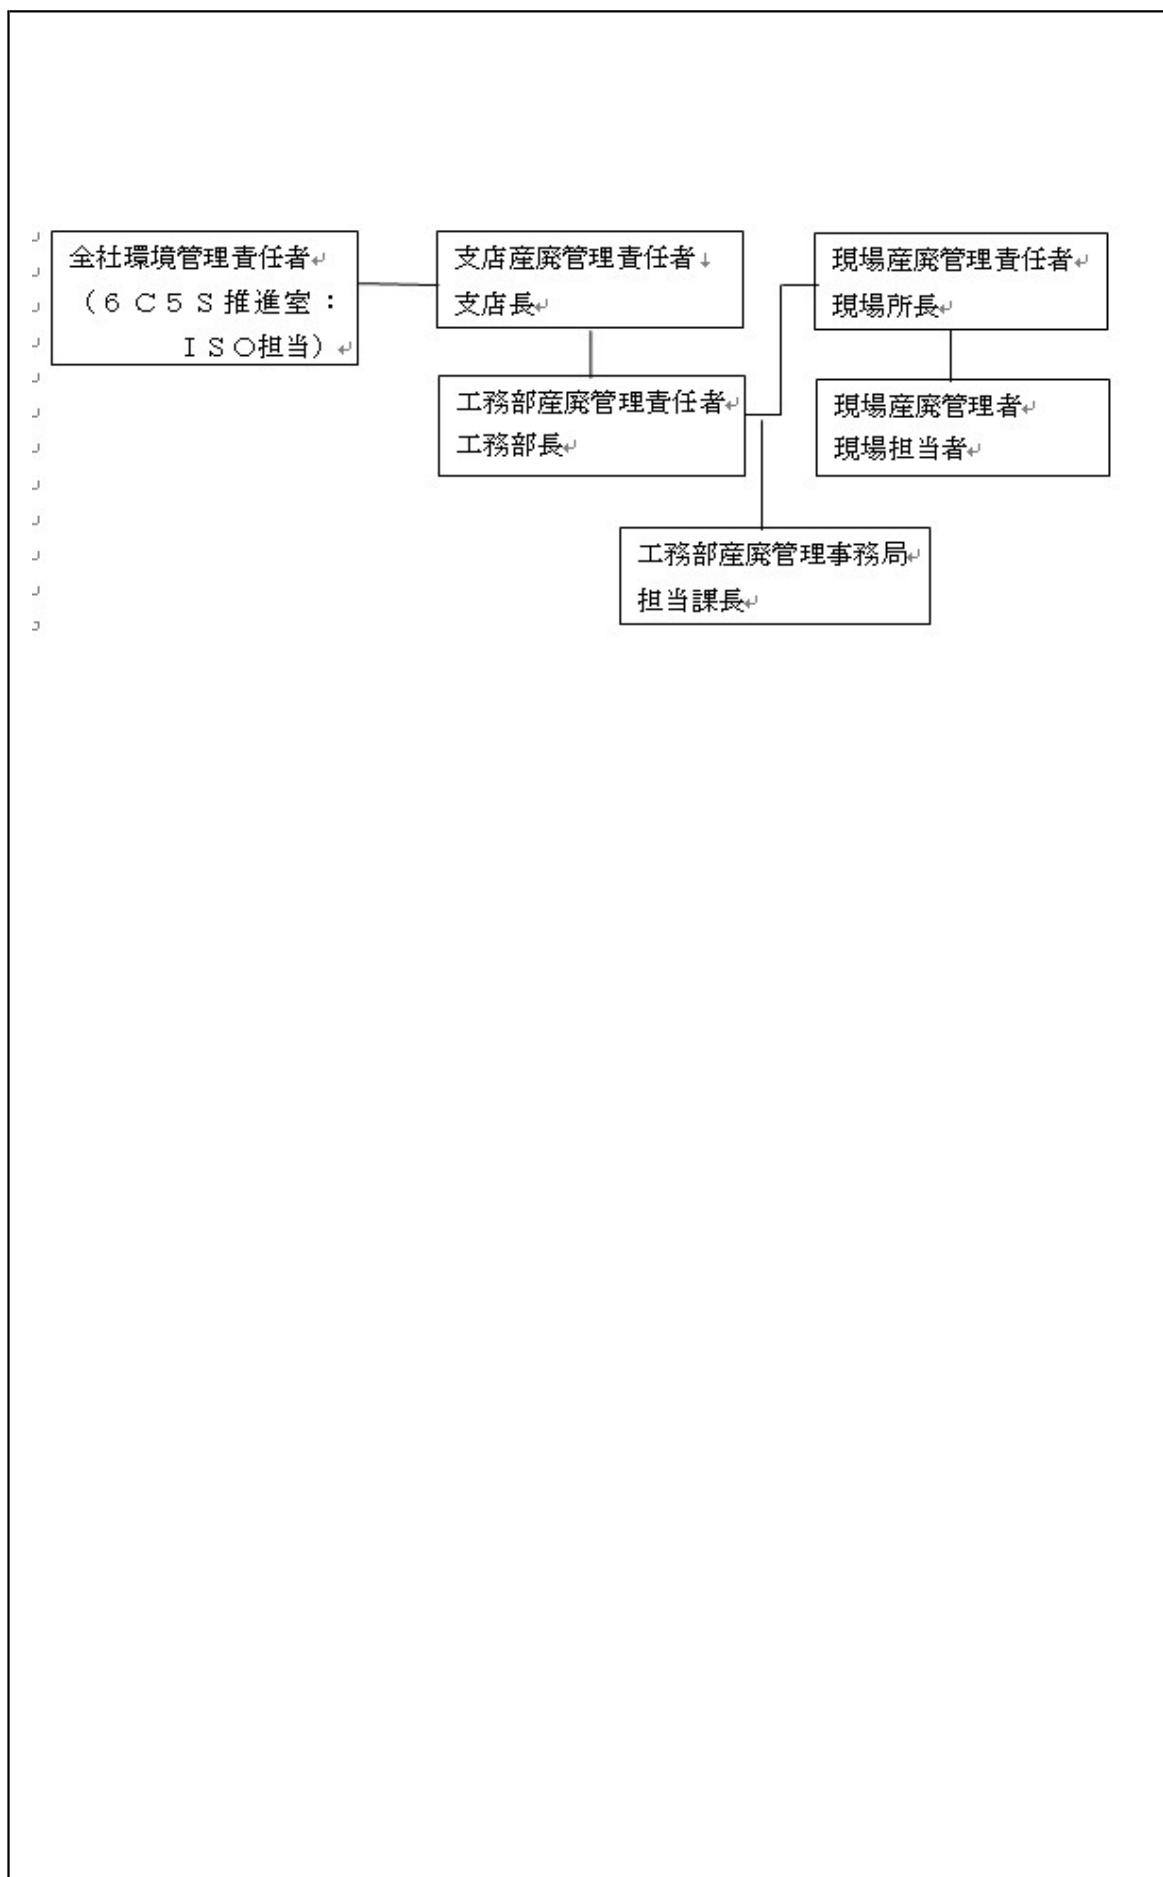 全社環境管理責任者
（６Ｃ５Ｓ推進室：
ＩＳＯ担当）
支店産廃管理責任者
支店長
工務部産廃管理責任者
工務部長
現場産廃管理責任者
現場所長
現場産廃管理者
現場担当者
工務部産廃管理事務局
担当課長